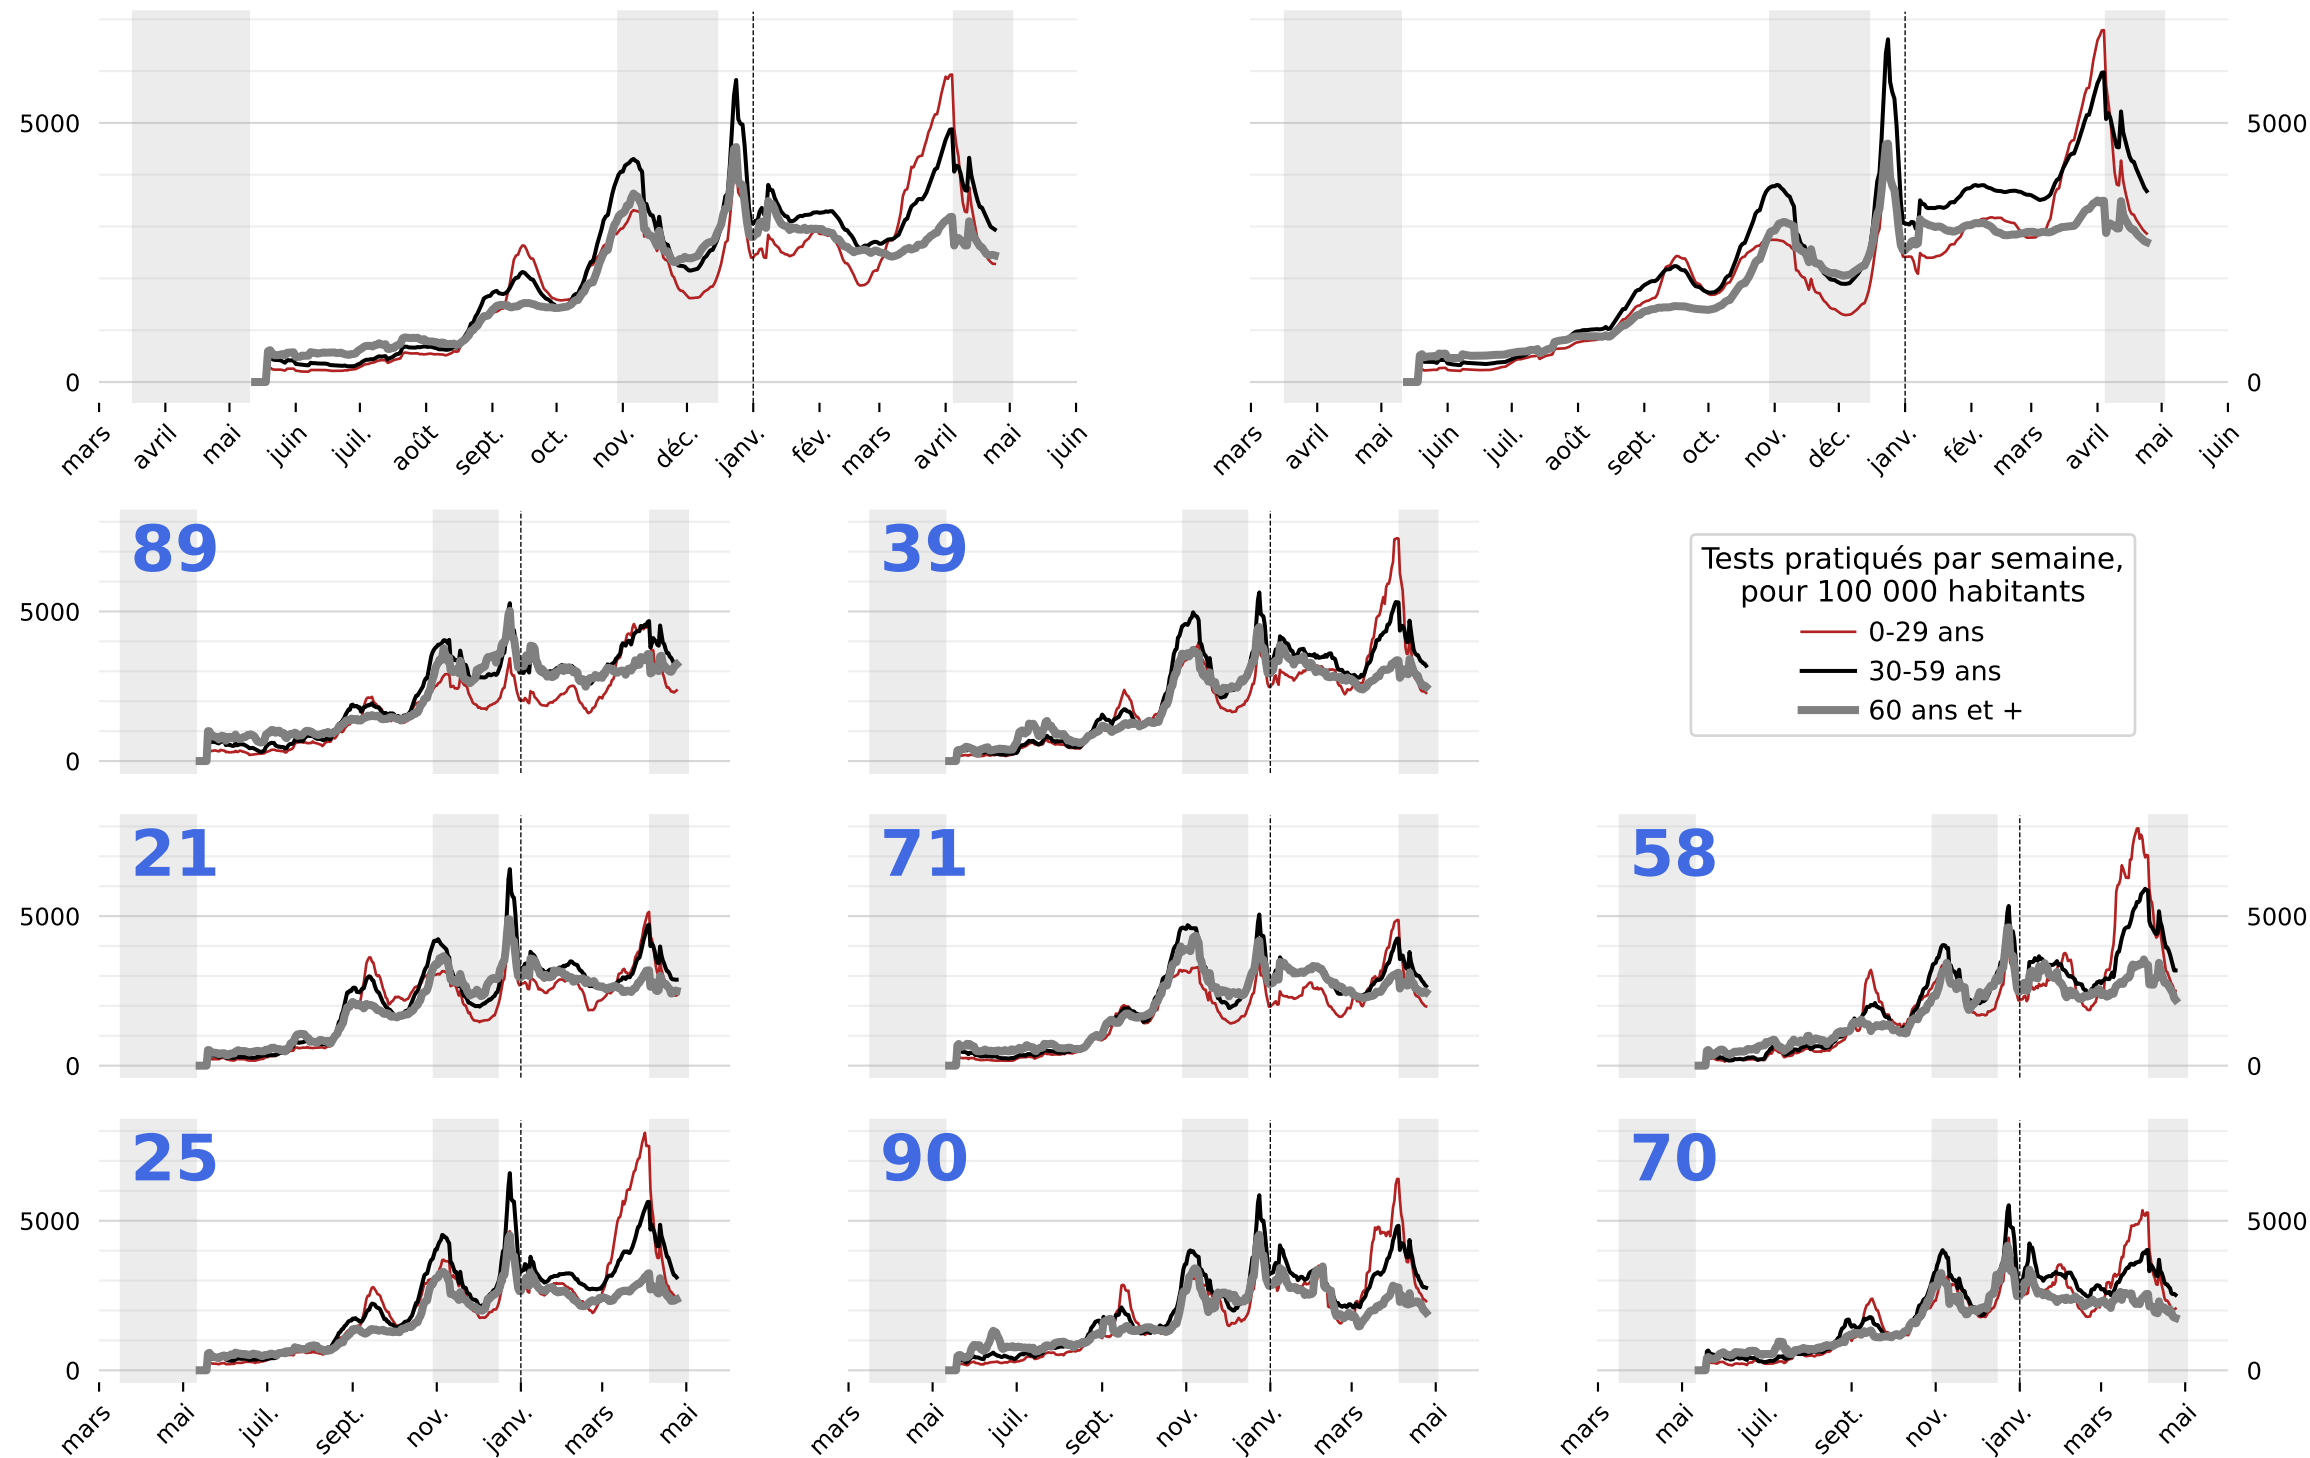 5000
0
5000
0
mars avril mai juin juil. août sept. oct. nov. déc. janv. fév. mars avril mai juin
mars avril mai juin juil. août sept. oct. nov. déc. janv. fév. mars avril mai juin
89
5000
0
39
Tests pratiqués par semaine,
pour 100 000 habitants
0-29 ans
30-59 ans
60 ans et +
21
5000
0
71
58
5000
0
25
5000
0
90
70
5000
0
mars mai juil. sept. nov. janv. mars mai
mars mai juil. sept. nov. janv. mars mai
mars mai juil. sept. nov. janv. mars mai